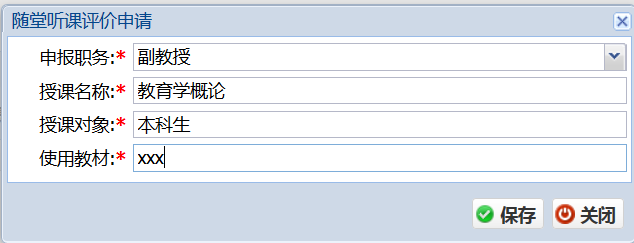 随堂听课评价申请
申报职务:* 副教授
授课名称:* 教育学概论
授课对象:* 本科生
使用教材:* xxx
保存 关闭